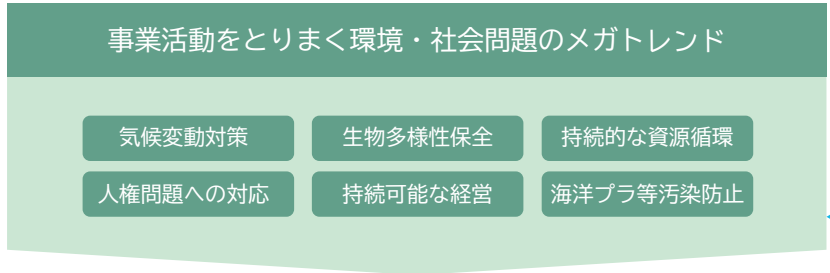 事業活動をとりまく環境・社会問題のメガトレンド
気候変動対策
生物多様性保全
持続的な資源循環
人権問題への対応
持続可能な経営
海洋プラ等汚染防止